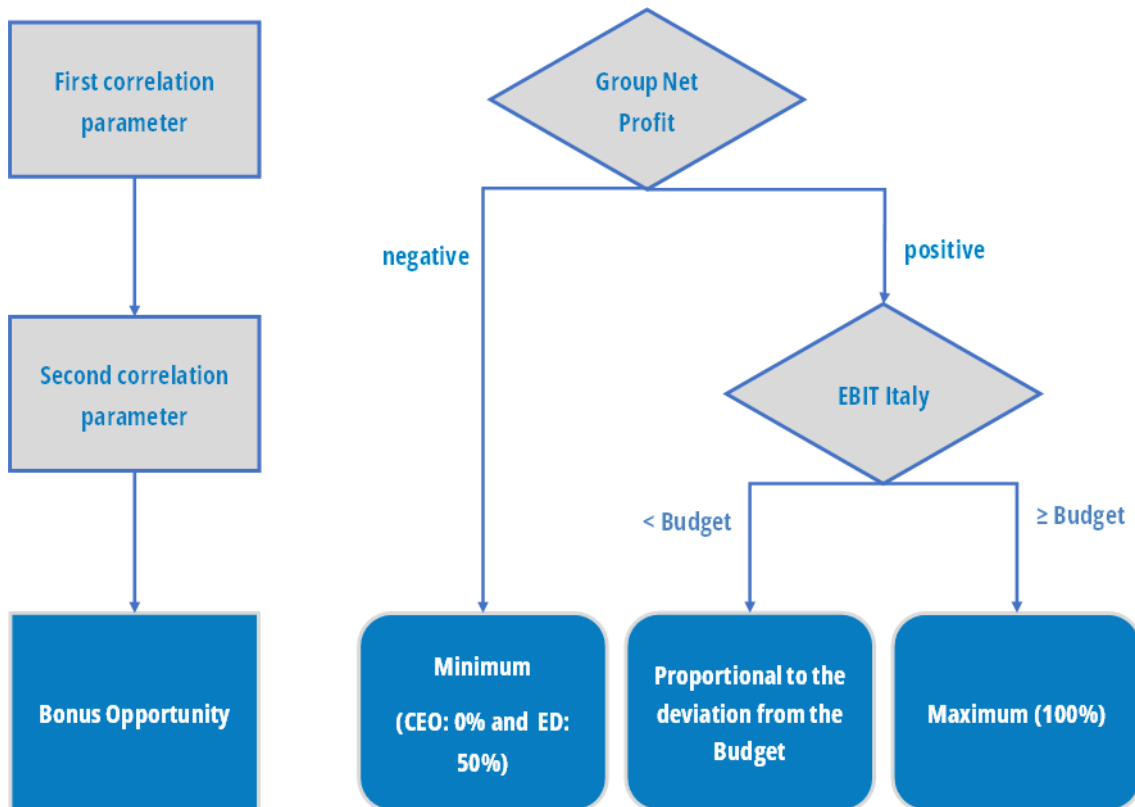 First correlation
parameter
Group Net
Profit
negative
positive
Second correlation
parameter
EBIT Italy
< Budget
≥ Budget
Bonus Opportunity
Minimum
(CEO: 0% and ED:
50%)
Proportional to the
deviation from the
Budget
Maximum (100%)